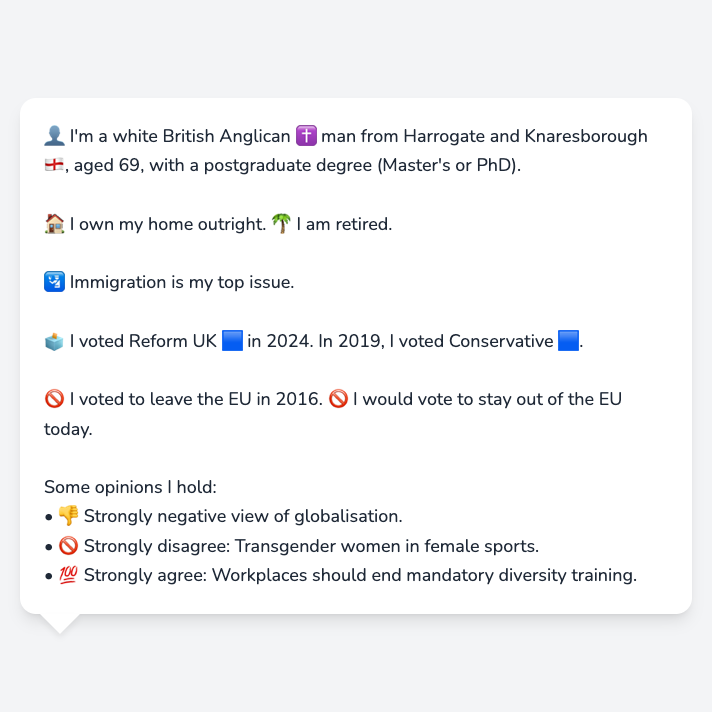 👤 I'm a white British Anglican ✝️ man from Harrogate and Knaresborough
🏴󠁧󠁢󠁥󠁮󠁧󠁿, aged 69, with a postgraduate degree (Master's or PhD).
🏠 I own my home outright. 🌴 I am retired.
🛂 Immigration is my top issue.
🗳️ I voted Reform UK 🟦 in 2024. In 2019, I voted Conservative 🟦.
🚫 I voted to leave the EU in 2016. 🚫 I would vote to stay out of the EU
today.
Some opinions I hold:
• 👎 Strongly negative view of globalisation.
• 🚫 Strongly disagree: Transgender women in female sports.
• 💯 Strongly agree: Workplaces should end mandatory diversity training.